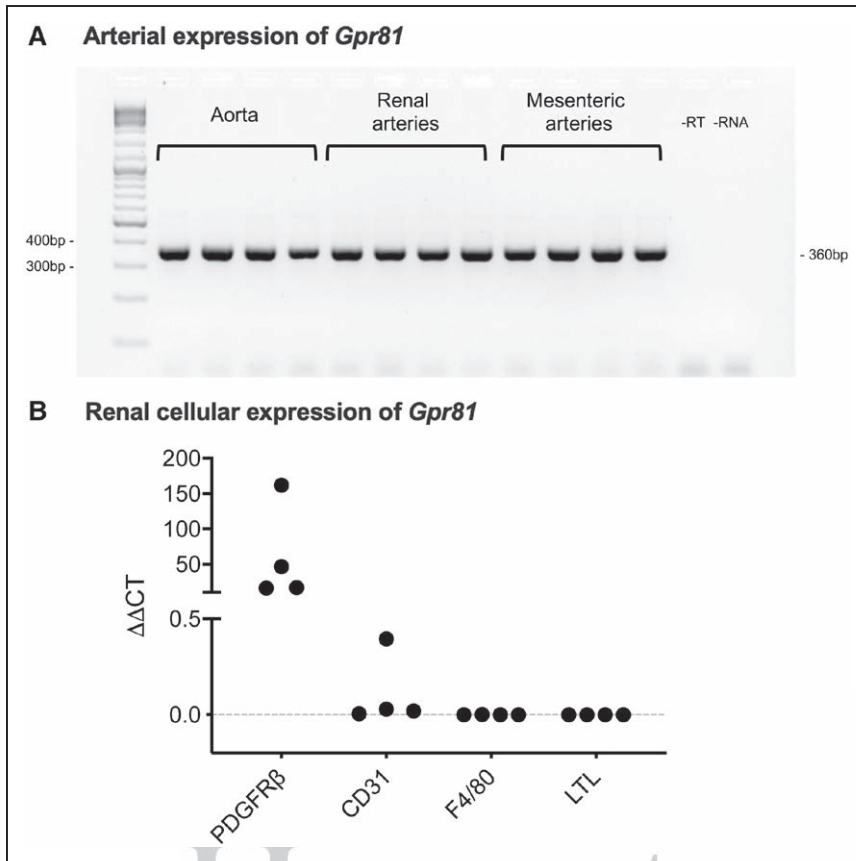 A Arterial expression of Gpr81
Aorta
Renal
arteries
Mesenteric
arteries
-RT -RNA
400bp -
300bp -
- 360bp
B Renal cellular expression of Gpr81
ΔΔCT
200
150
100
50
0.5
0.0
PDGFRβ
CD31
F4/80
LTL